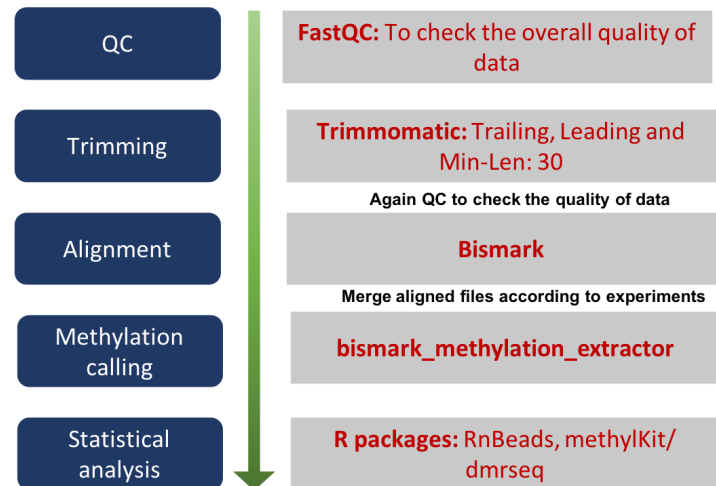 QC
FastQC: To check the overall quality of
data
Trimming
Trimmomatic: Trailing, Leading and
Min-Len: 30
Again QC to check the quality of data
Alignment
Bismark
Merge aligned files according to experiments
Methylation
calling
bismark_methylation_extractor
Statistical
analysis
R packages: RnBeads, methylKit/
dmrseq